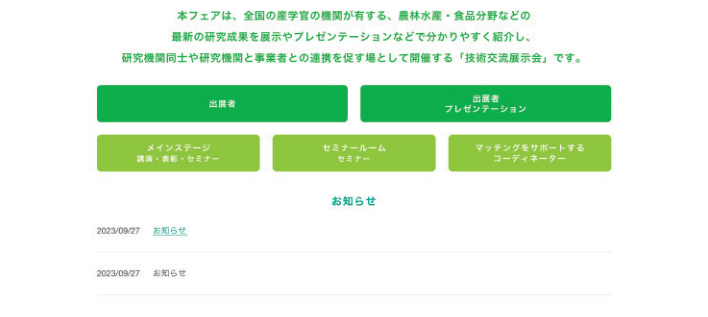 本フェアは、全国の産学官の機関が有する、農林水産・食品分野などの
最新の研究成果を展示やプレゼンテーションなどで分かりやすく紹介し、
研究機関同士や研究機関と事業者との連携を促す場として開催する「技術交流展示会」です。
出展者
出展者
プレゼンテーション
メインステージ
講演・表彰・セミナー
セミナールーム
セミナー
マッチングをサポートする
コーディネーター
お知らせ
2023/09/27 お知らせ
2023/09/27 お知らせ